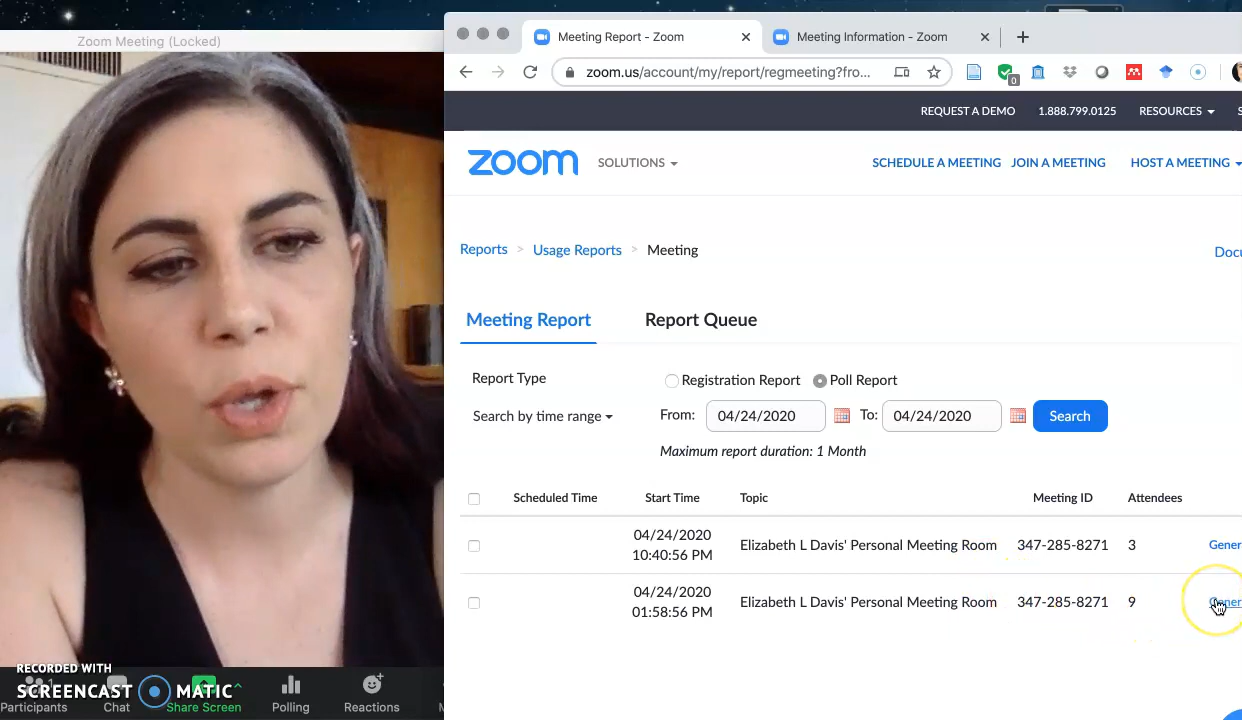 Zoom Meeting (Locked)
Meeting Report - Zoom
Meeting Information - Zoom
zoom.us/account/my/report/regmeeting?fro...
0
REQUEST A DEMO 1.888.799.0125 RESOURCES S
zoom SOLUTIONS SCHEDULE A MEETING JOIN A MEETING HOST A MEETING
Reports > Usage Reports > Meeting
Docu
Meeting Report Report Queue
Report Type Registration Report Poll Report
Search by time range From: 04/24/2020 To: 04/24/2020 Search
Maximum report duration: 1 Month
Scheduled Time Start Time Topic Meeting ID Attendees
04/24/2020
10:40:56 PM Elizabeth L Davis' Personal Meeting Room 347-285-8271 3 Gener
04/24/2020
01:58:56 PM Elizabeth L Davis' Personal Meeting Room 347-285-8271 9 Gener
RECORDED WITH
SCREENCAST MATIC
1
Participants Chat Share Screen Polling Reactions M